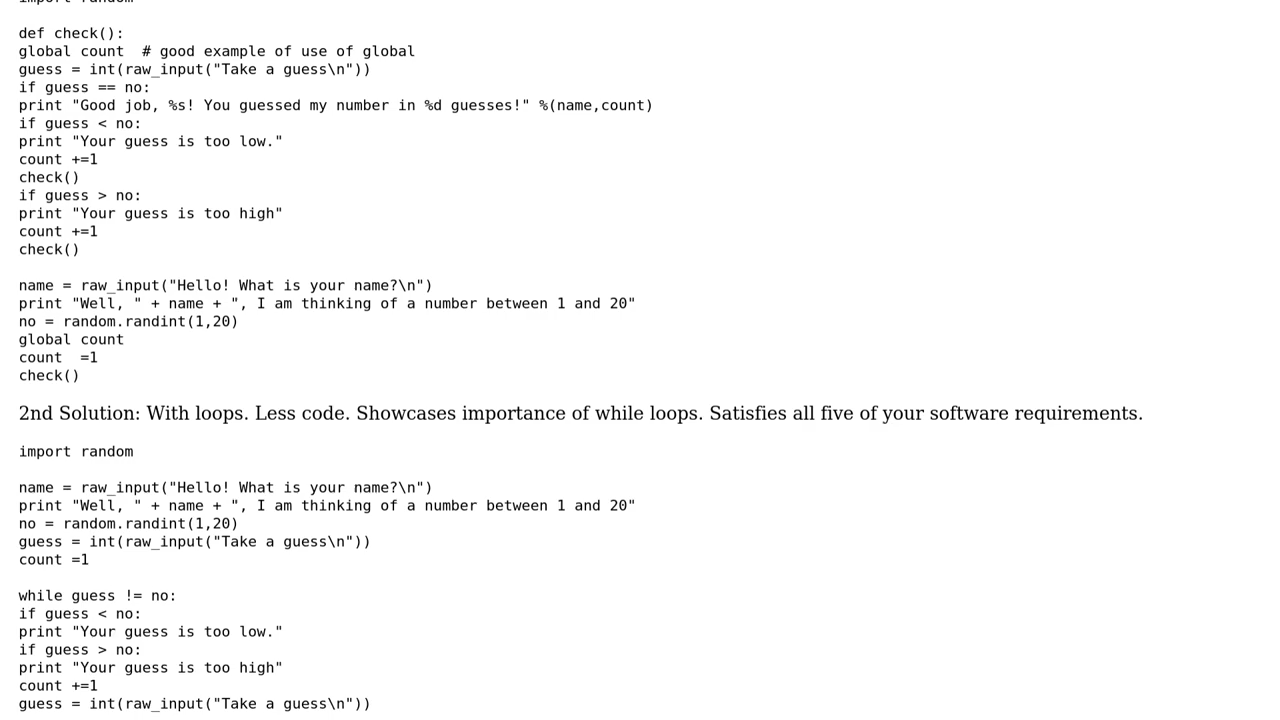 import random
def check():
global count  # good example of use of global
guess = int(raw_input("Take a guess\n"))
if guess == no:
print "Good job, %s! You guessed my number in %d guesses!" %(name,count)
if guess < no:
print "Your guess is too low."
count +=1
check()
if guess > no:
print "Your guess is too high"
count +=1
check()
name = raw_input("Hello! What is your name?\n")
print "Well, " + name + ", I am thinking of a number between 1 and 20"
no = random.randint(1,20)
global count
count  =1
check()
2nd Solution: With loops. Less code. Showcases importance of while loops. Satisfies all five of your software requirements.
import random
name = raw_input("Hello! What is your name?\n")
print "Well, " + name + ", I am thinking of a number between 1 and 20"
no = random.randint(1,20)
guess = int(raw_input("Take a guess\n"))
count =1
while guess != no:
if guess < no:
print "Your guess is too low."
if guess > no:
print "Your guess is too high"
count +=1
guess = int(raw_input("Take a guess\n"))